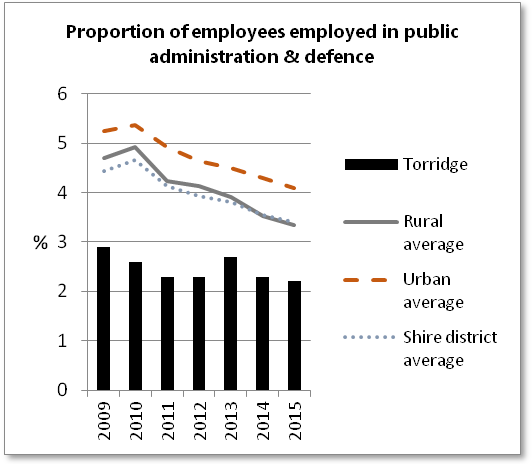 Proportion of employees employed in public
administration & defence
6
5
4
3
2
1
0
%
2009
2010
2011
2012
2013
2014
2015
Torridge
Rural
average
Urban
average
Shire district
average